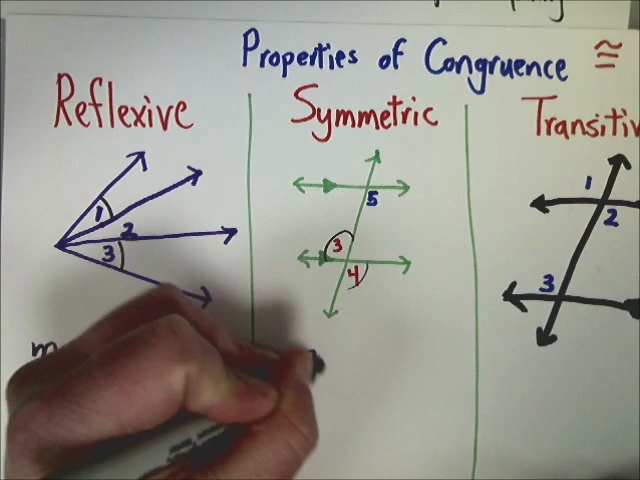 Properties of Congruence ≅
Reflexive
Symmetric
Transitiv
1
2
3
5
3
4
1
2
3
m